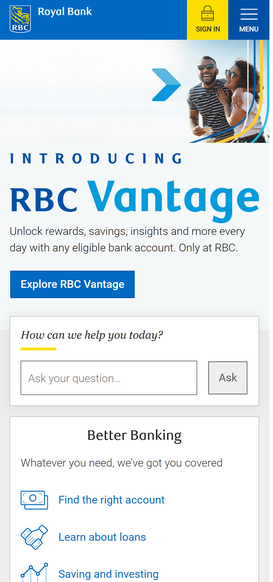 RBC
Royal Bank
SIGN IN
MENU
INTRODUCING
RBC Vantage
Unlock rewards, savings, insights and more every
day with any eligible bank account. Only at RBC.
Explore RBC Vantage
How can we help you today?
Ask your question...
Ask
Better Banking
Whatever you need, we've got you covered
Find the right account
Learn about loans
Saving and investing